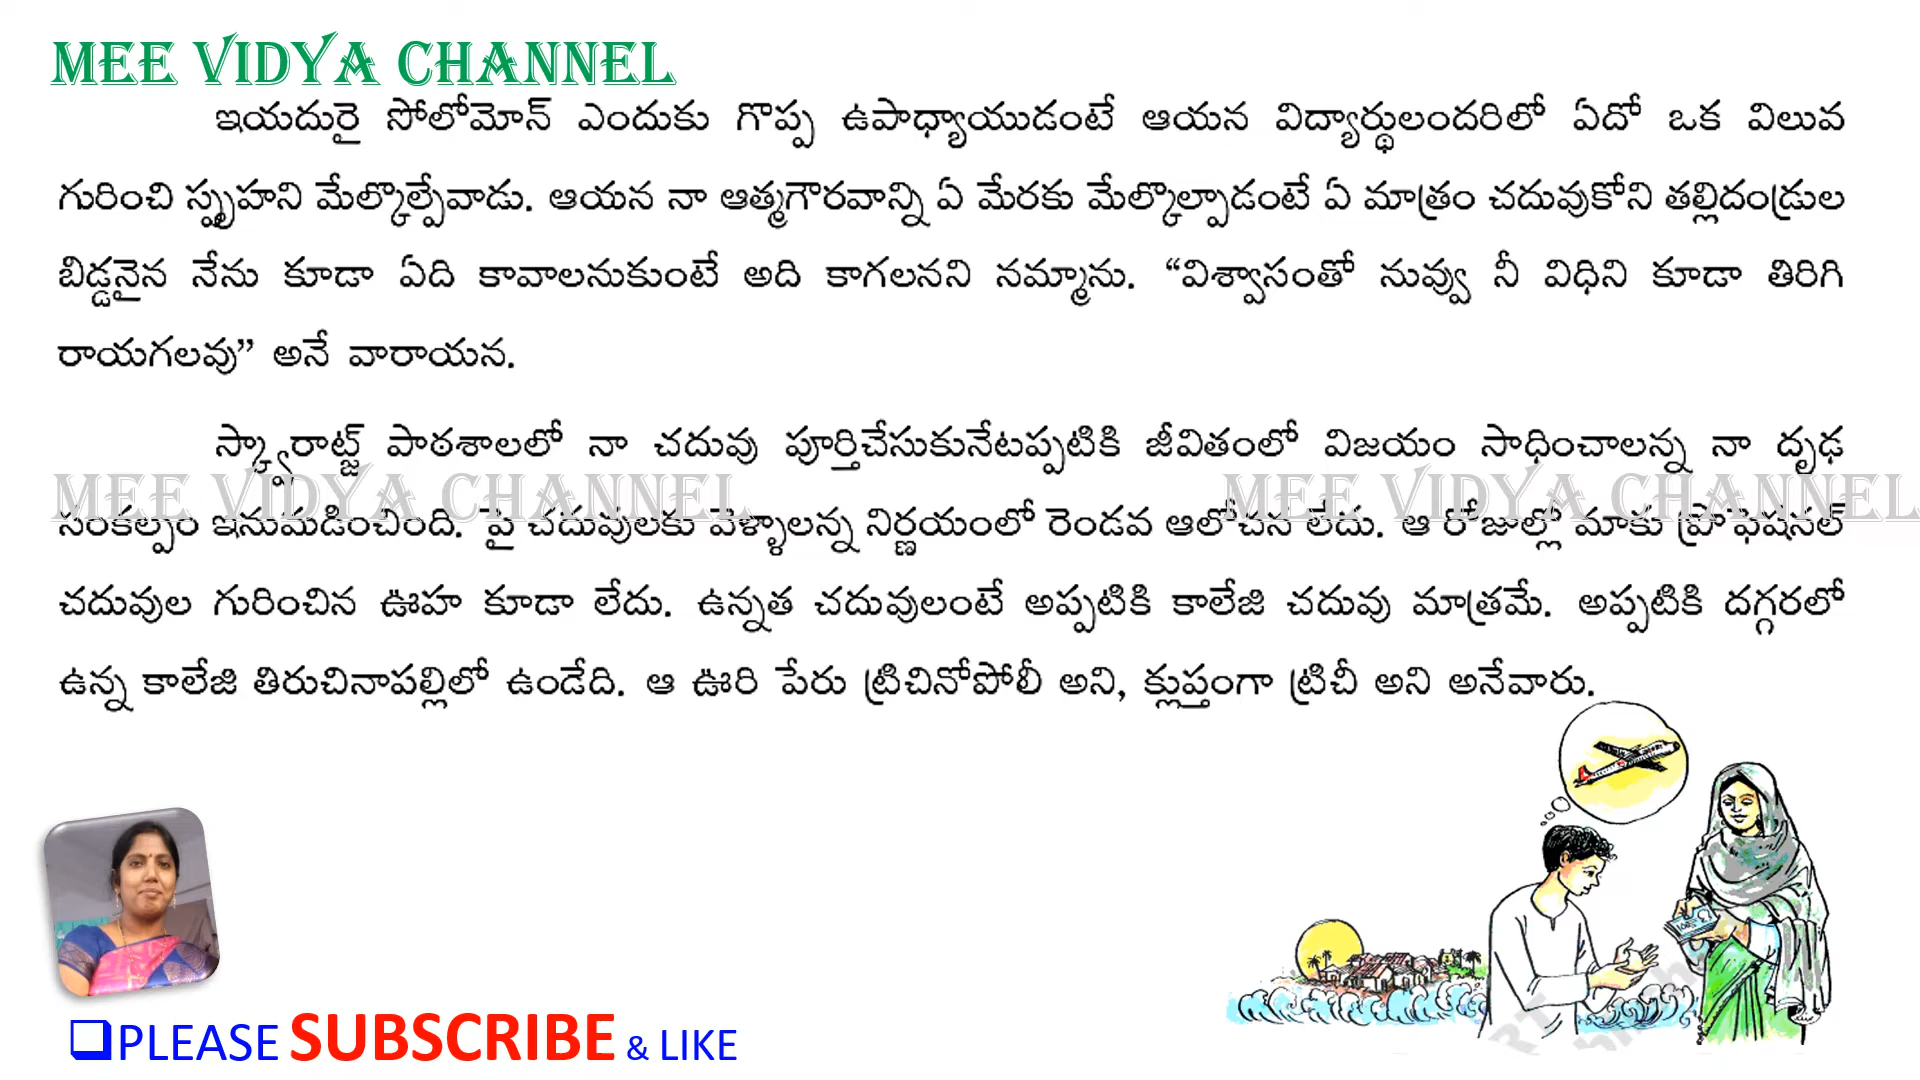 MEE VIDYA CHANNEL
ఇయదురై సోలోమోన్ ఎందుకు గొప్ప ఉపాధ్యాయుడంటే ఆయన విద్యార్థులందరిలో ఏదో ఒక విలువ
గురించి స్పృహని మేల్కొల్పేవాడు. ఆయన నా ఆత్మగౌరవాన్ని ఏ మేరకు మేల్కొల్పాడంటే ఏ మాత్రం చదువుకోని తల్లిదండ్రుల
బిడ్డనైన నేను కూడా ఏది కావాలనుకుంటే అది కాగలనని నమ్మాను. “విశ్వాసంతో నువ్వు నీ విధిని కూడా తిరిగి
రాయగలవు” అనే వారాయన.
స్క్వారాట్జ్ పాఠశాలలో నా చదువు పూర్తిచేసుకునేటప్పటికి జీవితంలో విజయం సాధించాలన్న నా దృఢ
MEE VIDYA CHANNEL MEE VIDYA CHANNEL
సంకల్పం ఇనుమడించింది. పై చదువులకు వెళ్ళాలన్న నిర్ణయంలో రెండవ ఆలోచన లేదు. ఆ రోజుల్లో మాకు ప్రొఫెషనల్
చదువుల గురించిన ఊహ కూడా లేదు. ఉన్నత చదువులంటే అప్పటికి కాలేజి చదువు మాత్రమే. అప్పటికి దగ్గరలో
ఉన్న కాలేజి తిరుచినాపల్లిలో ఉండేది. ఆ ఊరి పేరు ట్రిచినోపోలీ అని, క్లుప్తంగా ట్రిచీ అని అనేవారు.
PLEASE SUBSCRIBE & LIKE